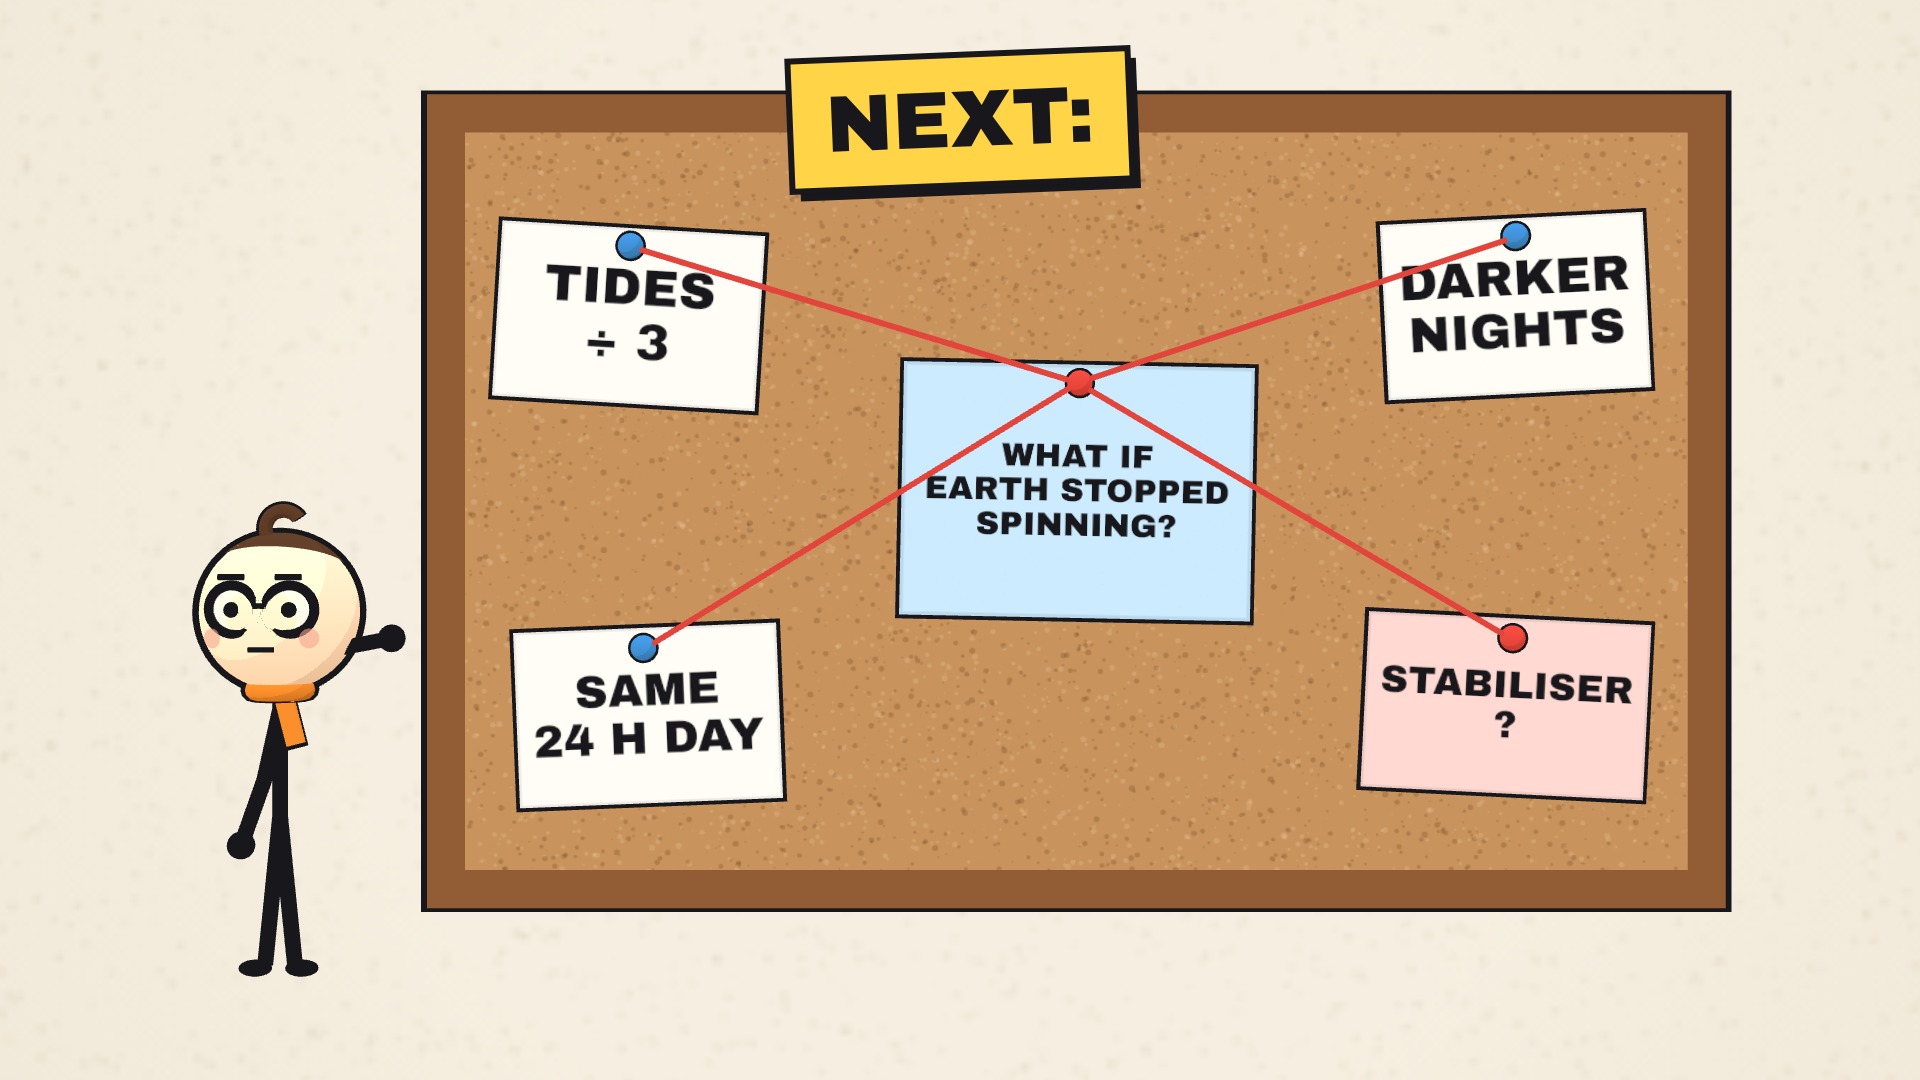 NEXT:
TIDES
÷ 3
DARKER
NIGHTS
WHAT IF
EARTH STOPPED
SPINNING?
SAME
24 H DAY
STABILISER
?